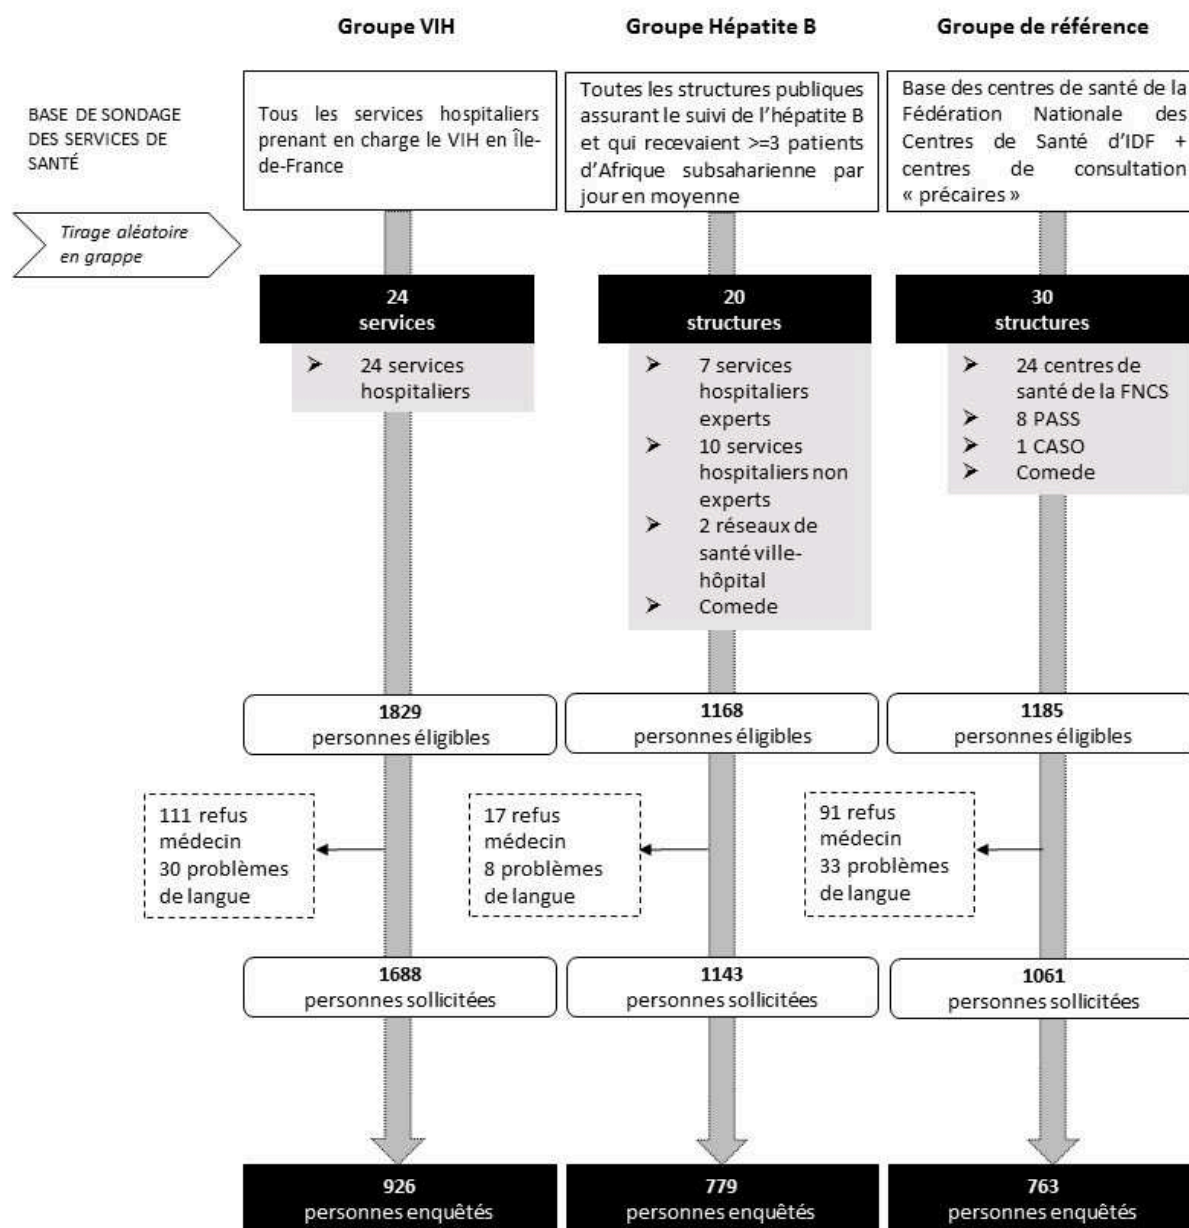 Groupe VIH
Groupe Hépatite B
Groupe de référence
BASE DE SONDAGE
DES SERVICES DE
SANTÉ
Tous les services hospitaliers
prenant en charge le VIH en Île-
de-France
Toutes les structures publiques
assurant le suivi de l'hépatite B
et qui recevaient >=3 patients
d'Afrique subsaharienne par
jour en moyenne
Base des centres de santé de la
Fédération Nationale des
Centres de Santé d'IDF +
centres de consultation
« précaires »
Tirage aléatoire
en grappe
24
services
➤ 24 services
hospitaliers
20
structures
➤ 7 services
hospitaliers
experts
➤ 10 services
hospitaliers non
experts
➤ 2 réseaux de
santé ville-
hôpital
➤ Comede
30
structures
➤ 24 centres de
santé de la FNCS
➤ 8 PASS
➤ 1 CASO
➤ Comede
1829
personnes éligibles
1168
personnes éligibles
1185
personnes éligibles
111 refus
médecin
30 problèmes
de langue
17 refus
médecin
8 problèmes
de langue
91 refus
médecin
33 problèmes
de langue
1688
personnes sollicitées
1143
personnes sollicitées
1061
personnes sollicitées
926
personnes enquêtés
779
personnes enquêtés
763
personnes enquêtés